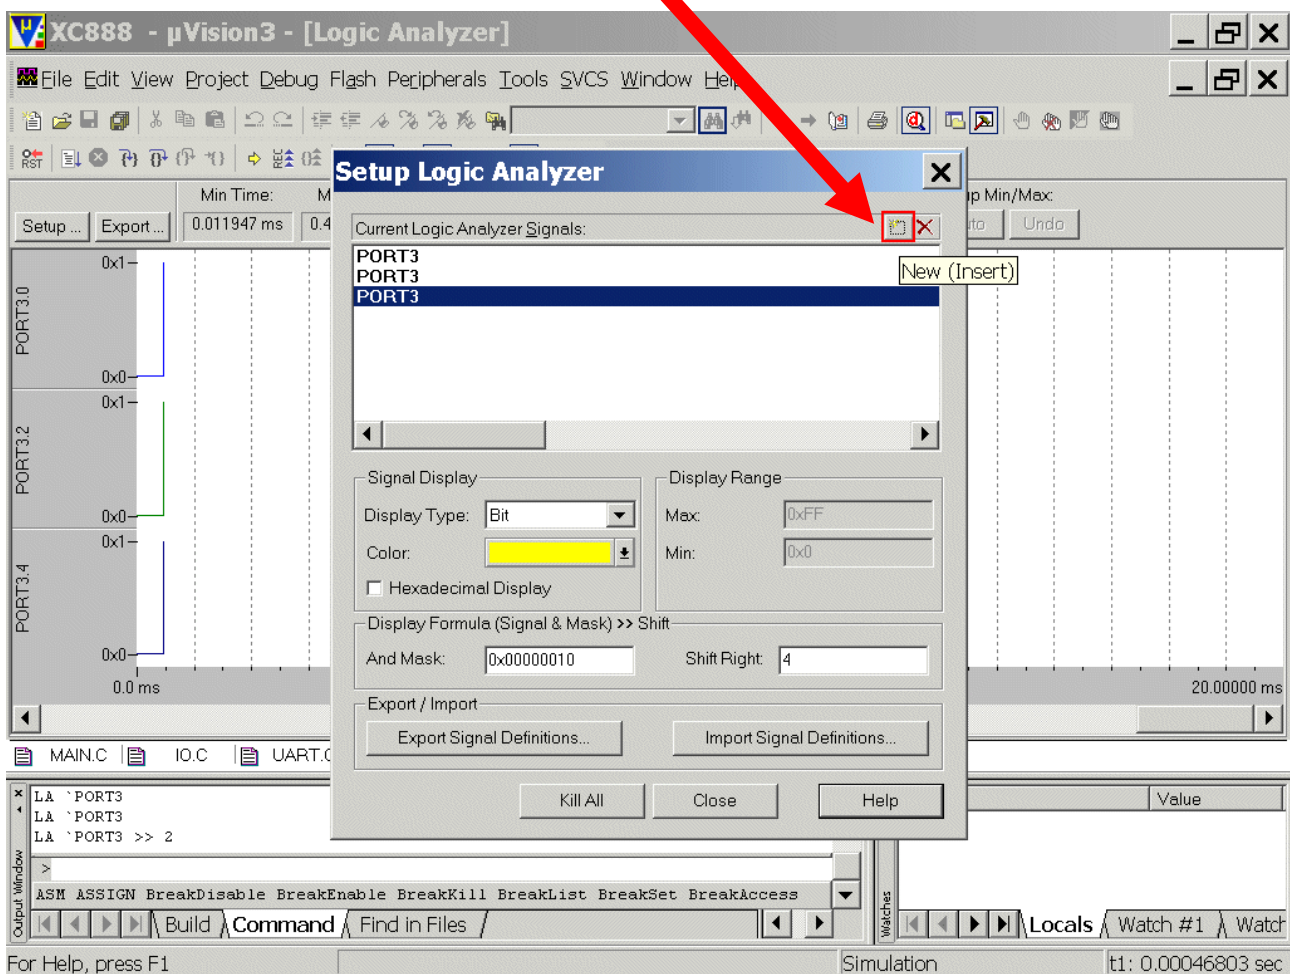 XC888 - µVision3 - [Logic Analyzer]
File Edit View Project Debug Flash Peripherals Tools SVCS Window
RST
Setup Logic Analyzer
Min Time:
Min/Max:
Setup ... Export ... 0.011947 ms 0.4
Undo
Current Logic Analyzer Signals:
PORT3
PORT3
PORT3
New (Insert)
PORT3.0
0x1
0x0
PORT3.2
0x1
0x0
PORT3.4
0x1
0x0
0.0 ms
20.00000 ms
Signal Display
Display Type: Bit
Color:
Hexadecimal Display
Display Range
Max: 0xFF
Min: 0x0
Display Formula (Signal & Mask) >> Shift
And Mask: 0x00000010 Shift Right: 4
Export / Import
Export Signal Definitions... Import Signal Definitions...
Kill All Close Help
MAIN.C IO.C UART.C
LA `PORT3
LA `PORT3
LA `PORT3 >> 2
>
ASM ASSIGN BreakDisable BreakEnable BreakKill BreakList BreakSet BreakAccess
Output Window
Build Command Find in Files
Value
Watches
Locals Watch #1 Watch
For Help, press F1
Simulation
t1: 0.00046803 sec